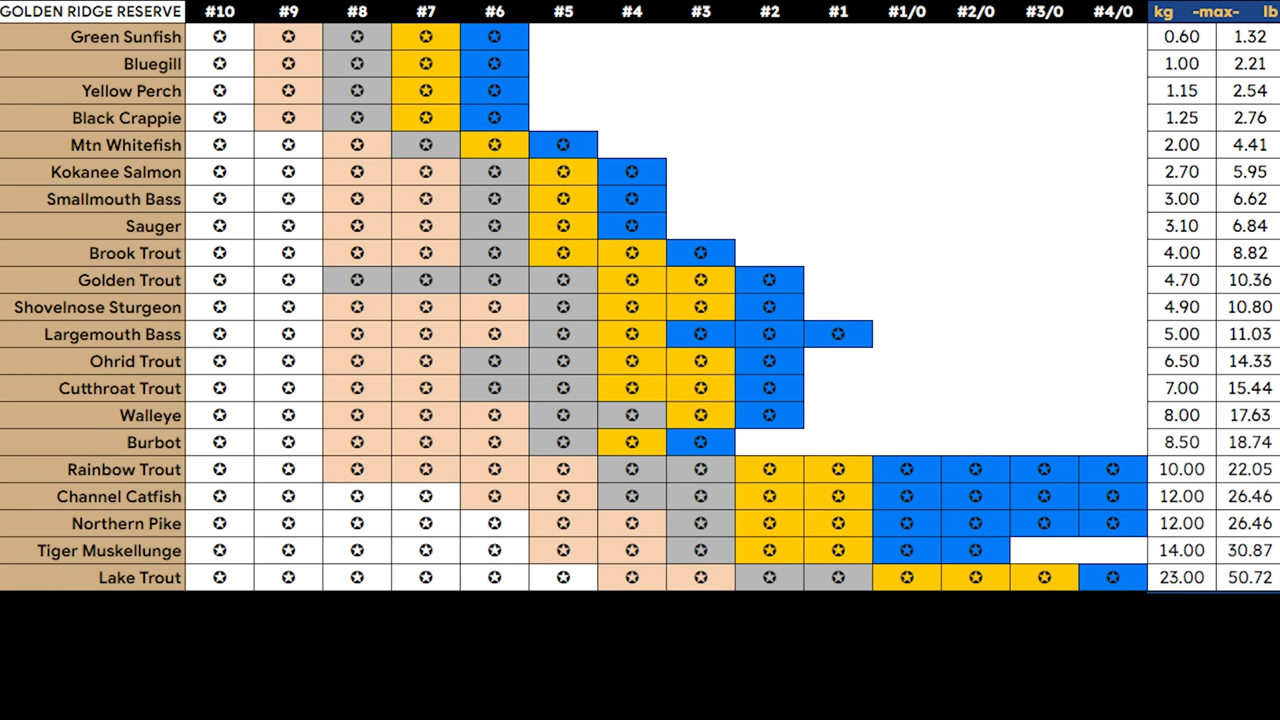 GOLDEN RIDGE RESERVE #10 #9 #8 #7 #6 #5 #4 #3 #2 #1 #1/0 #2/0 #3/0 #4/0 kg -max- lb
Green Sunfish 0.60 1.32
Bluegill 1.00 2.21
Yellow Perch 1.15 2.54
Black Crappie 1.25 2.76
Mtn Whitefish 2.00 4.41
Kokanee Salmon 2.70 5.95
Smallmouth Bass 3.00 6.62
Sauger 3.10 6.84
Brook Trout 4.00 8.82
Golden Trout 4.70 10.36
Shovelnose Sturgeon 4.90 10.80
Largemouth Bass 5.00 11.03
Ohrid Trout 6.50 14.33
Cutthroat Trout 7.00 15.44
Walleye 8.00 17.63
Burbot 8.50 18.74
Rainbow Trout 10.00 22.05
Channel Catfish 12.00 26.46
Northern Pike 12.00 26.46
Tiger Muskellunge 14.00 30.87
Lake Trout 23.00 50.72